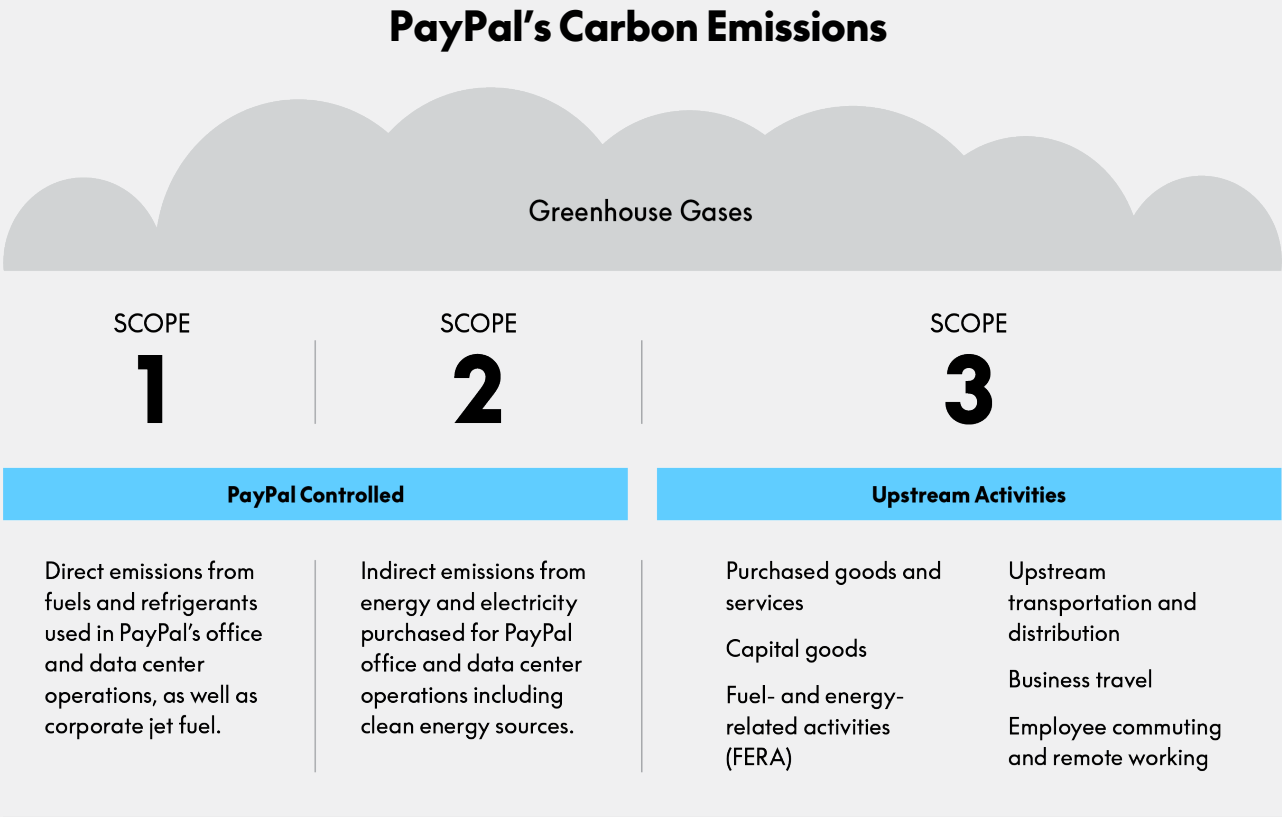 PayPal’s Carbon Emissions
Greenhouse Gases
SCOPE
1
SCOPE
2
SCOPE
3
PayPal Controlled
Upstream Activities
Direct emissions from
fuels and refrigerants
used in PayPal’s office
and data center
operations, as well as
corporate jet fuel.
Indirect emissions from
energy and electricity
purchased for PayPal
office and data center
operations including
clean energy sources.
Purchased goods and
services
Capital goods
Fuel- and energy-
related activities
(FERA)
Upstream
transportation and
distribution
Business travel
Employee commuting
and remote working